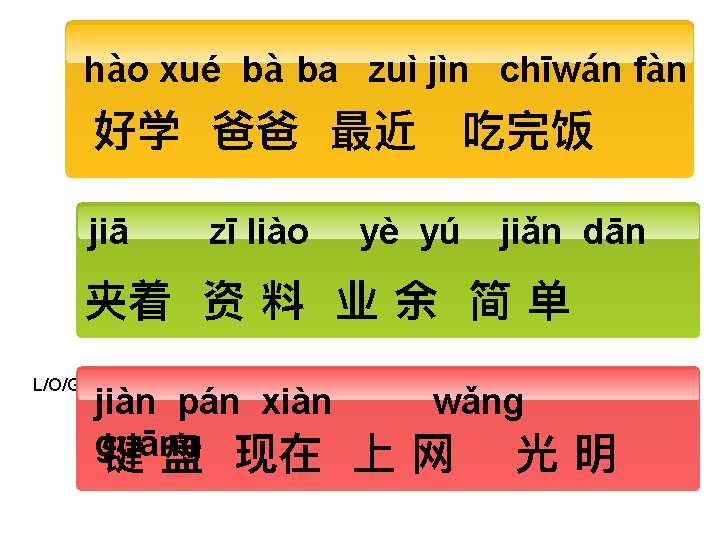 hào xué bà ba zuì jìn chīwán fàn
好学 爸爸 最近 吃完饭
jiā zī liào yè yú jiǎn dān
夹着 资 料 业 余 简 单
L/O/G
jiàn pán xiàn wǎng
guāng
键 盘 现在 上 网 光 明